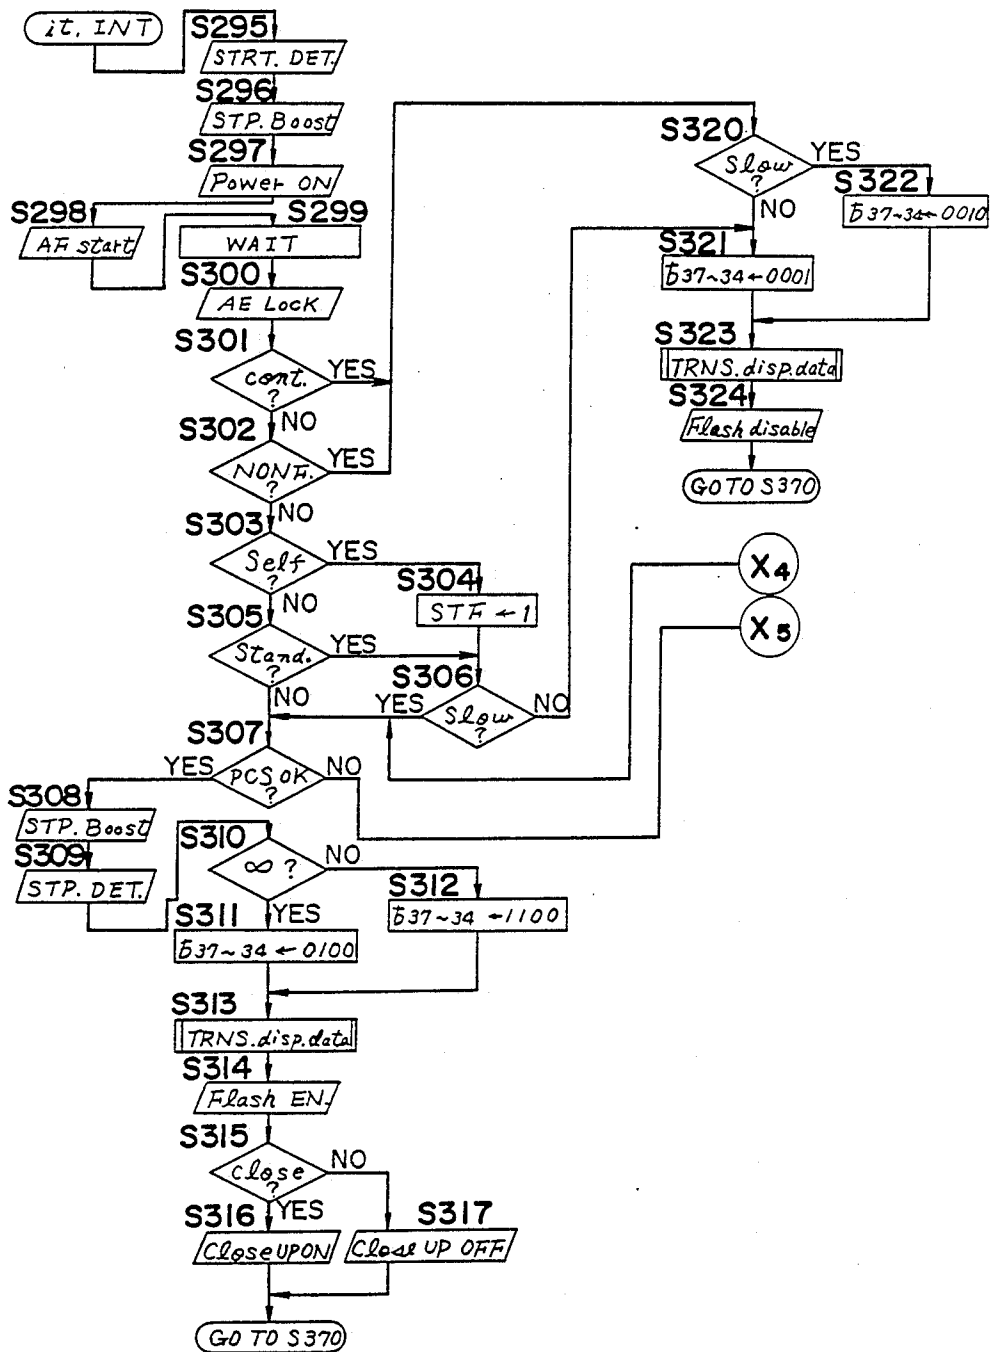 it. INT
S295
STRT. DET.
S296
STP. Boost
S297
Power ON
S298
AF start
S299
WAIT
S300
AE Lock
S301
cont. ?
YES
NO
S302
NONF. ?
YES
NO
S303
Self ?
YES
NO
S304
STF ← 1
S305
Stand. ?
YES
NO
S306
Slow ?
YES
NO
S307
PCS OK ?
YES
NO
S308
STP. Boost
S309
STP. DET.
S310
∞ ?
NO
YES
S311
b37~34 ← 0100
S312
b37~34 ← 1100
S313
TRNS. disp. data
S314
Flash EN.
S315
close ?
NO
YES
S316
Close UP ON
S317
Close UP OFF
GO TO S370
S320
Slow ?
YES
NO
S321
b37~34 ← 0001
S322
b37~34 ← 0010
S323
TRNS. disp. data
S324
Flash disable
GO TO S370
X4
X5